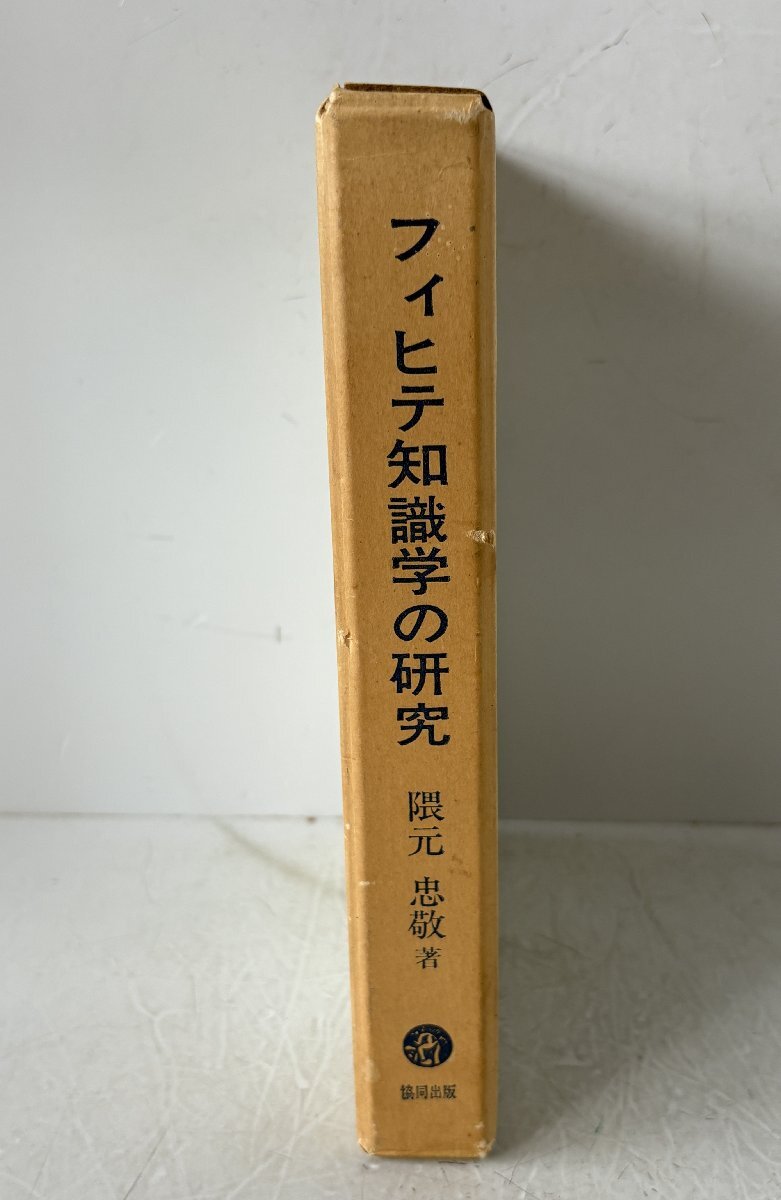 フィヒテ知識学の研究
隈元 忠敬 著
協同出版